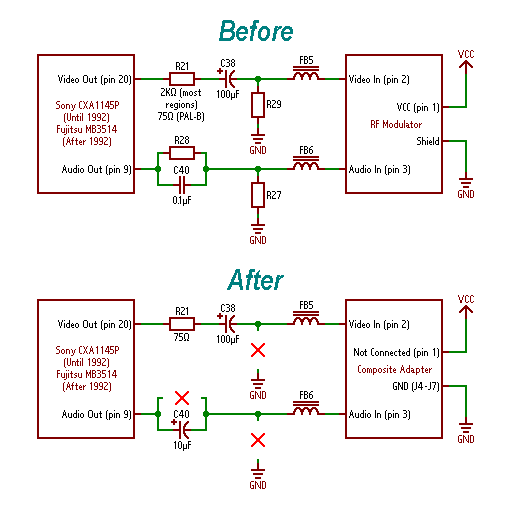 Before
VCC
R21
C38
FB5
+
Video Out (pin 20)
Video In (pin 2)
2KΩ (most
regions)
75Ω (PAL-B)
100µF
Sony CXA1145P
(Until 1992)
Fujitsu MB3514
(After 1992)
R29
VCC (pin 1)
RF Modulator
Shield
GND
R28
FB6
Audio Out (pin 9)
C40
Audio In (pin 3)
0.1µF
R27
GND
GND
After
VCC
R21
C38
FB5
+
Video Out (pin 20)
Video In (pin 2)
75Ω
100µF
Sony CXA1145P
(Until 1992)
Fujitsu MB3514
(After 1992)
Not Connected (pin 1)
Composite Adapter
GND (J4-J7)
GND
FB6
Audio Out (pin 9)
C40
+
Audio In (pin 3)
10µF
GND
GND